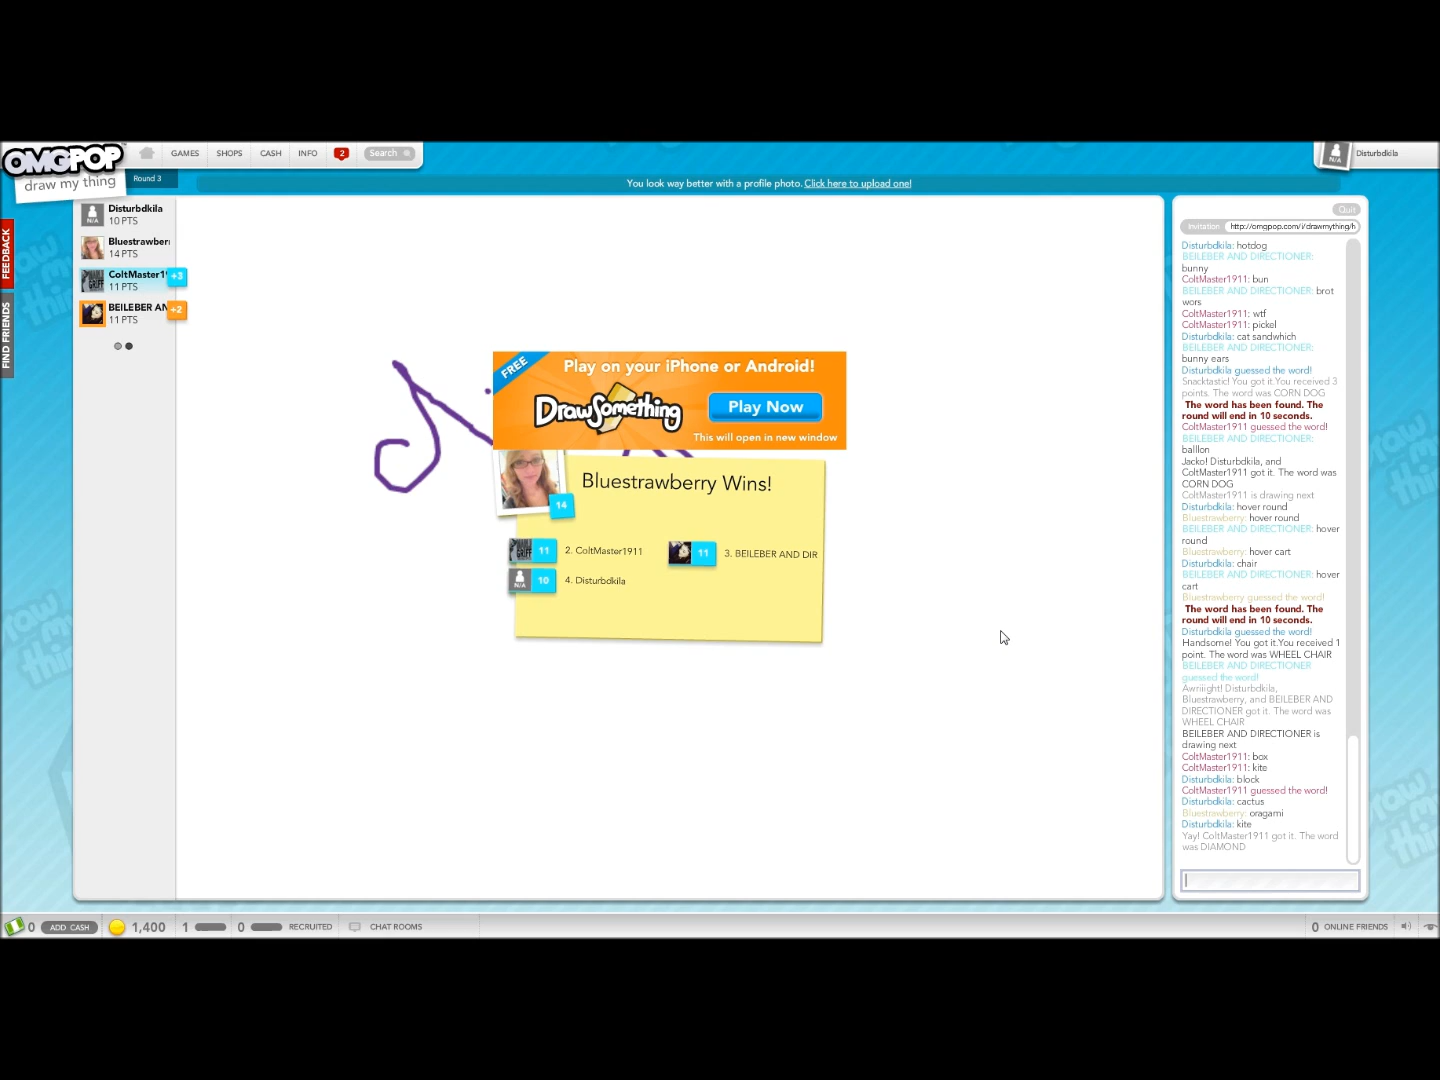 OMGPOP
draw my thing
GAMES
SHOPS
CASH
INFO
2
Search
Disturbdkila
Round 3
You look way better with a profile photo. Click here to upload one!
FEEDBACK
FIND FRIENDS
Disturbdkila
10 PTS
Bluestrawberr
14 PTS
ColtMaster19
11 PTS
+3
BEILEBER AN
11 PTS
+2
FREE
Play on your iPhone or Android!
DrawSomething
Play Now
This will open in new window
Bluestrawberry Wins!
14
11
2. ColtMaster1911
11
3. BEILEBER AND DIR
N/A
10
4. Disturbdkila
Quit
Invitation
http://omgpop.com/i/drawmything/h
Disturbdkila: hotdog
BEILEBER AND DIRECTIONER:
bunny
ColtMaster1911: bun
BEILEBER AND DIRECTIONER: brot
wors
ColtMaster1911: wtf
ColtMaster1911: pickel
Disturbdkila: cat sandwhich
BEILEBER AND DIRECTIONER:
bunny ears
Disturbdkila guessed the word!
Snacktastic! You got it.You received 3
points. The word was CORN DOG
The word has been found. The
round will end in 10 seconds.
ColtMaster1911 guessed the word!
BEILEBER AND DIRECTIONER:
balllon
Jacko! Disturbdkila, and
ColtMaster1911 got it. The word was
CORN DOG
ColtMaster1911 is drawing next
Disturbdkila: hover round
Bluestrawberry: hover round
BEILEBER AND DIRECTIONER: hover
round
Bluestrawberry: hover cart
Disturbdkila: chair
BEILEBER AND DIRECTIONER: hover
cart
Bluestrawberry guessed the word!
The word has been found. The
round will end in 10 seconds.
Disturbdkila guessed the word!
Handsome! You got it.You received 1
point. The word was WHEEL CHAIR
BEILEBER AND DIRECTIONER
guessed the word!
Awriiight! Disturbdkila,
Bluestrawberry, and BEILEBER AND
DIRECTIONER got it. The word was
WHEEL CHAIR
BEILEBER AND DIRECTIONER is
drawing next
ColtMaster1911: box
ColtMaster1911: kite
Disturbdkila: block
ColtMaster1911 guessed the word!
Disturbdkila: cactus
Bluestrawberry: oragami
Disturbdkila: kite
Yay! ColtMaster1911 got it. The word
was DIAMOND
0
ADD CASH
1,400
1
0
RECRUITED
CHAT ROOMS
0 ONLINE FRIENDS